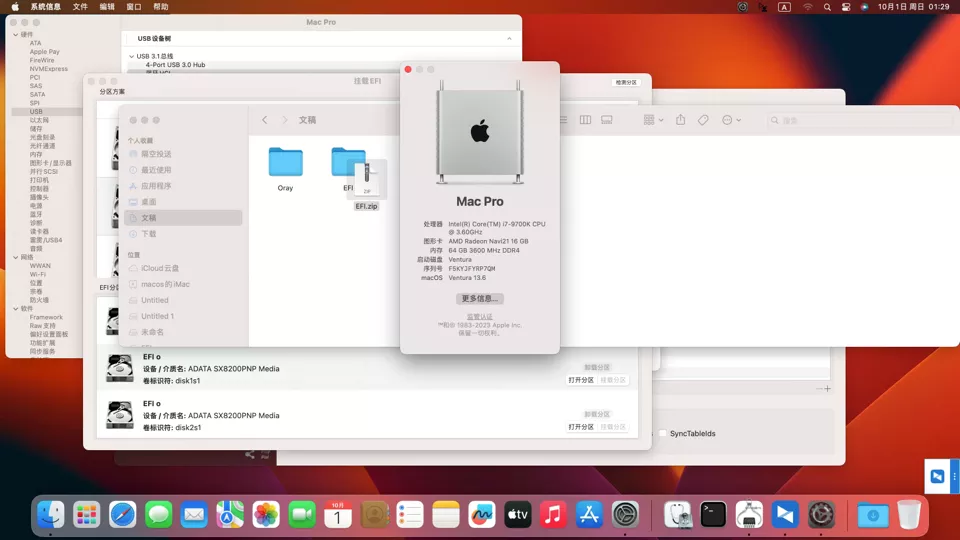 系统信息 文件 编辑 窗口 帮助
A
10月1日 周日 01:29
Mac Pro
硬件
ATA
Apple Pay
FireWire
NVMExpress
PCI
SAS
SATA
SPI
USB
以太网
储存
光盘刻录
光纤通道
内存
图形卡/显示器
并行SCSI
打印机
控制器
摄像头
电源
蓝牙
诊断
读卡器
雷雳/USB4
音频
网络
WWAN
Wi-Fi
位置
宗卷
防火墙
软件
Framework
Raw 支持
偏好设置面板
功能扩展
同步服务
USB 设备树
USB 3.1总线
4-Port USB 3.0 Hub
挂载EFI
检测分区
分区方案
个人收藏
隔空投送
最近使用
应用程序
桌面
文稿
下载
位置
iCloud 云盘
macos的iMac
Untitled
Untitled 1
未命名
文稿
搜索
Oray
EFI
ZIP
EFI.zip
Mac Pro
处理器 Intel(R) Core(TM) i7-9700K CPU @ 3.60GHz
图形卡 AMD Radeon Navi21 16 GB
内存 64 GB 3600 MHz DDR4
启动磁盘 Ventura
序列号 F5KYJFYRP7QM
macOS Ventura 13.6
更多信息...
监管认证
™和© 1983-2023 Apple Inc.
保留一切权利。
EFI o
设备 / 介质名: ADATA SX8200PNP Media
卷标识符: disk1s1
卸载分区
打开分区 挂载分区
EFI o
设备 / 介质名: ADATA SX8200PNP Media
卷标识符: disk2s1
卸载分区
打开分区 挂载分区
SyncTableIds
10月
1
tv